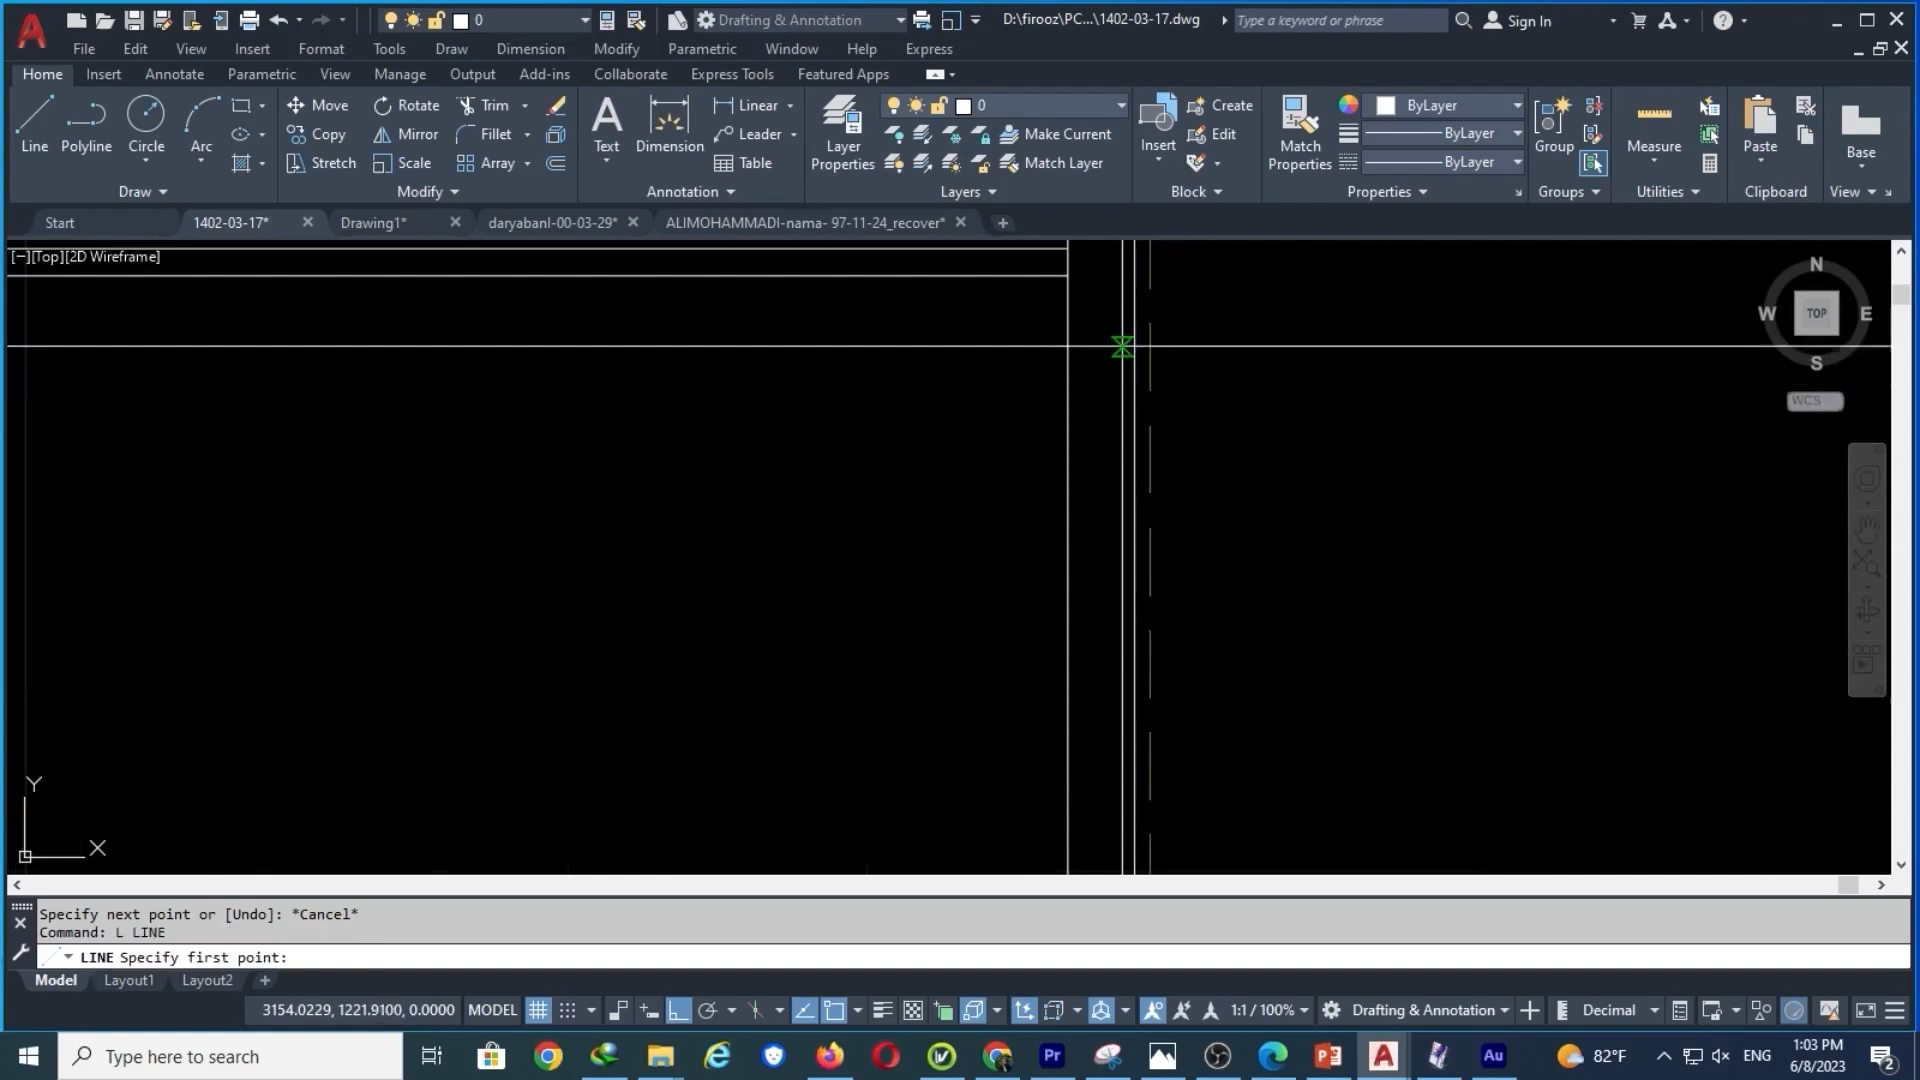 0
Drafting & Annotation
D:\firooz\PC...\1402-03-17.dwg
Type a keyword or phrase
Sign In
File Edit View Insert Format Tools Draw Dimension Modify Parametric Window Help Express
Home Insert Annotate Parametric View Manage Output Add-ins Collaborate Express Tools Featured Apps
Line Polyline Circle Arc
Move Rotate Trim
Copy Mirror Fillet
Stretch Scale Array
Text Dimension
Linear
Leader
Table
Layer Properties
0
Make Current
Match Layer
Insert
Create
Edit
Match Properties
ByLayer
ByLayer
ByLayer
Group
Measure
Paste
Base
Draw Modify Annotation Layers Block Properties Groups Utilities Clipboard View
Start 1402-03-17* Drawing1* daryabanI-00-03-29* ALIMOHAMMADI-nama- 97-11-24_recover*
[−][Top][2D Wireframe]
N
W TOP E
S
WCS
Y
X
Specify next point or [Undo]: *Cancel*
Command: L LINE
LINE Specify first point:
Model Layout1 Layout2
3154.0229, 1221.9100, 0.0000 MODEL 1:1 / 100% Drafting & Annotation Decimal
Type here to search
Pr
Au
82°F
ENG
1:03 PM
6/8/2023
2